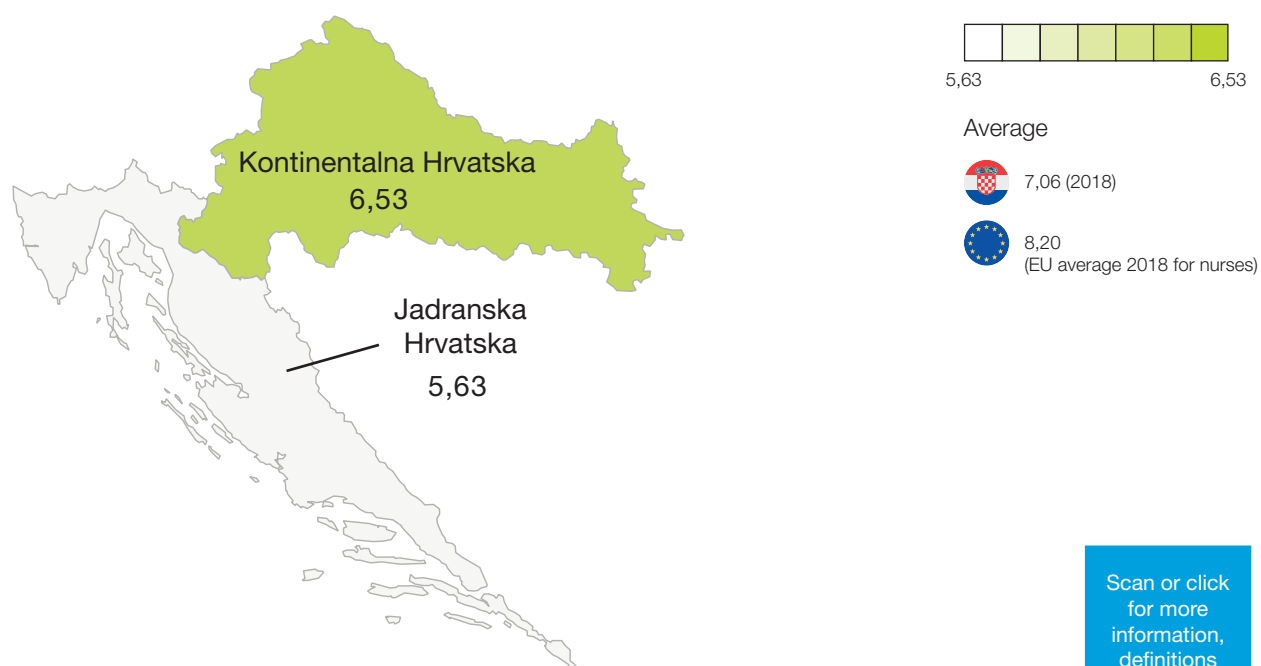 Kontinentalna Hrvatska
6,53
Jadranska
Hrvatska
5,63
5,63
6,53
Average
7,06 (2018)
8,20
(EU average 2018 for nurses)
Scan or click
for more
information,
definitions